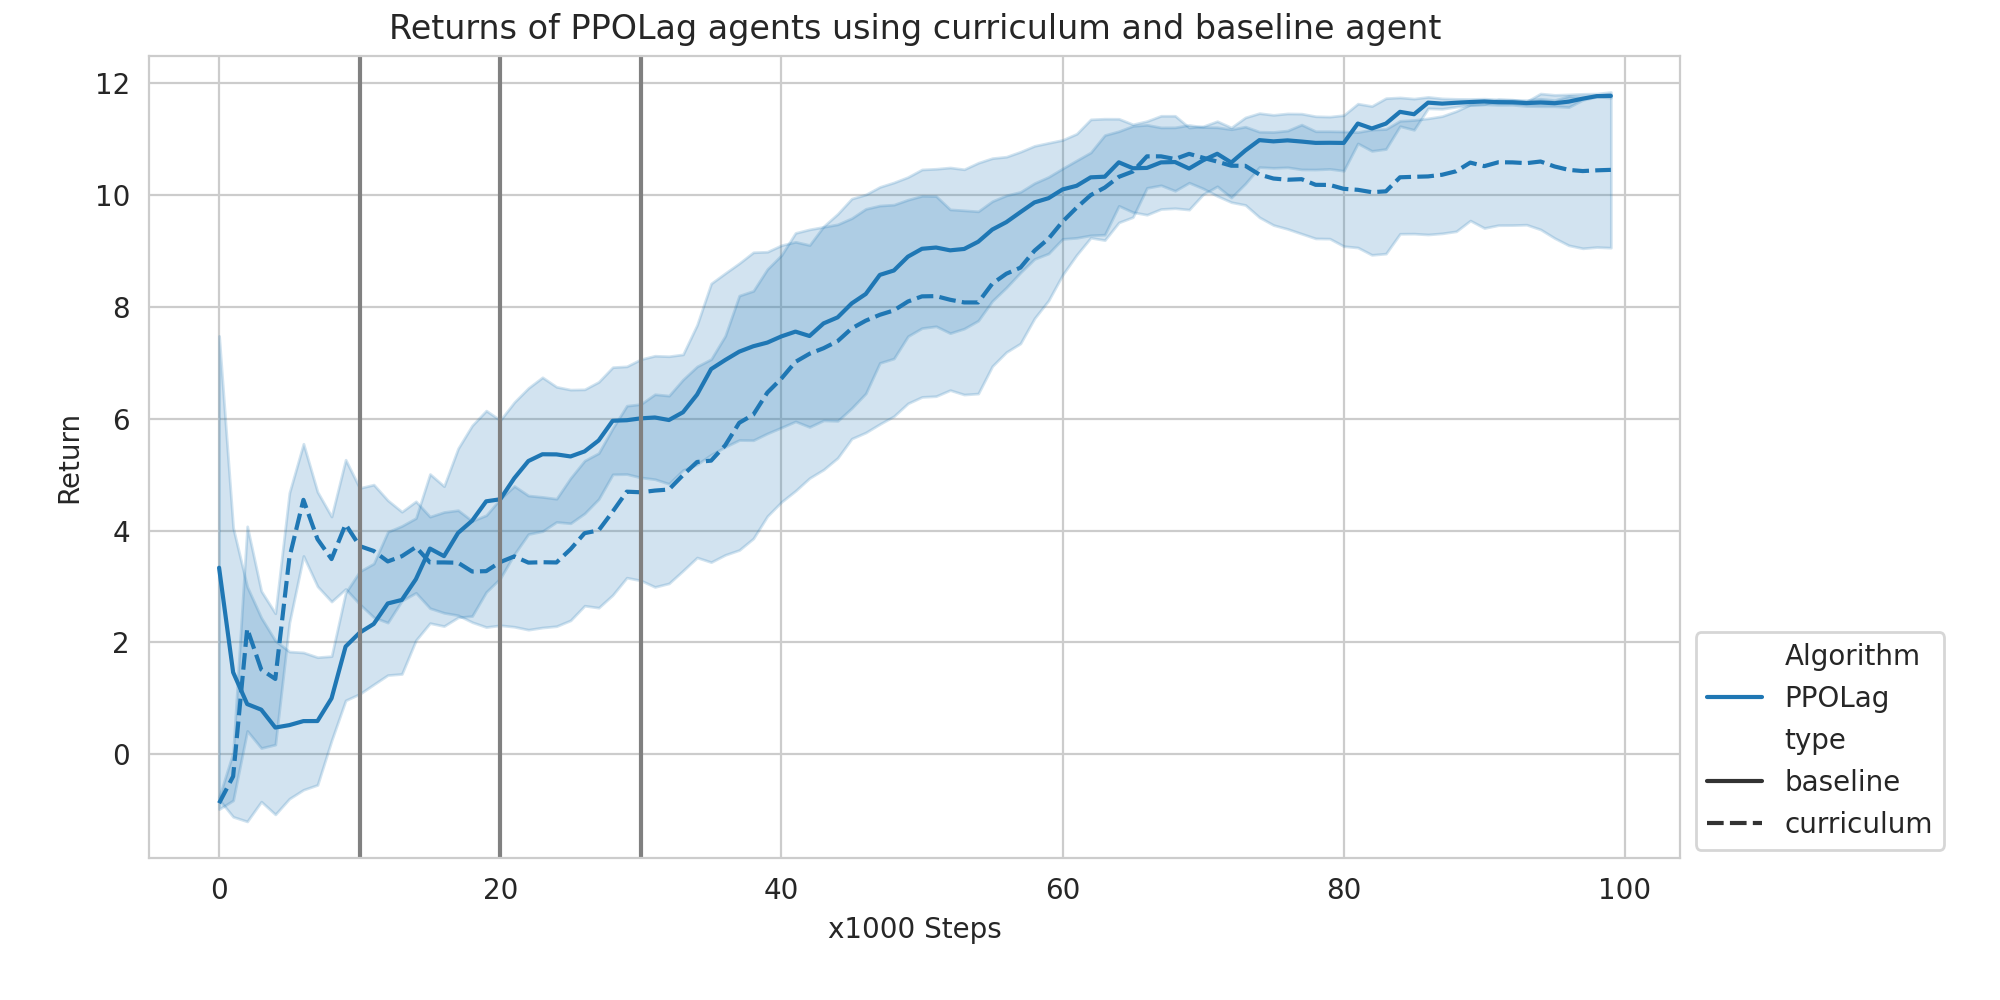 Returns of PPOLag agents using curriculum and baseline agent
12
10
8
6
4
2
0
Return
0 20 40 60 80 100
x1000 Steps
Algorithm
PPOLag
type
baseline
curriculum